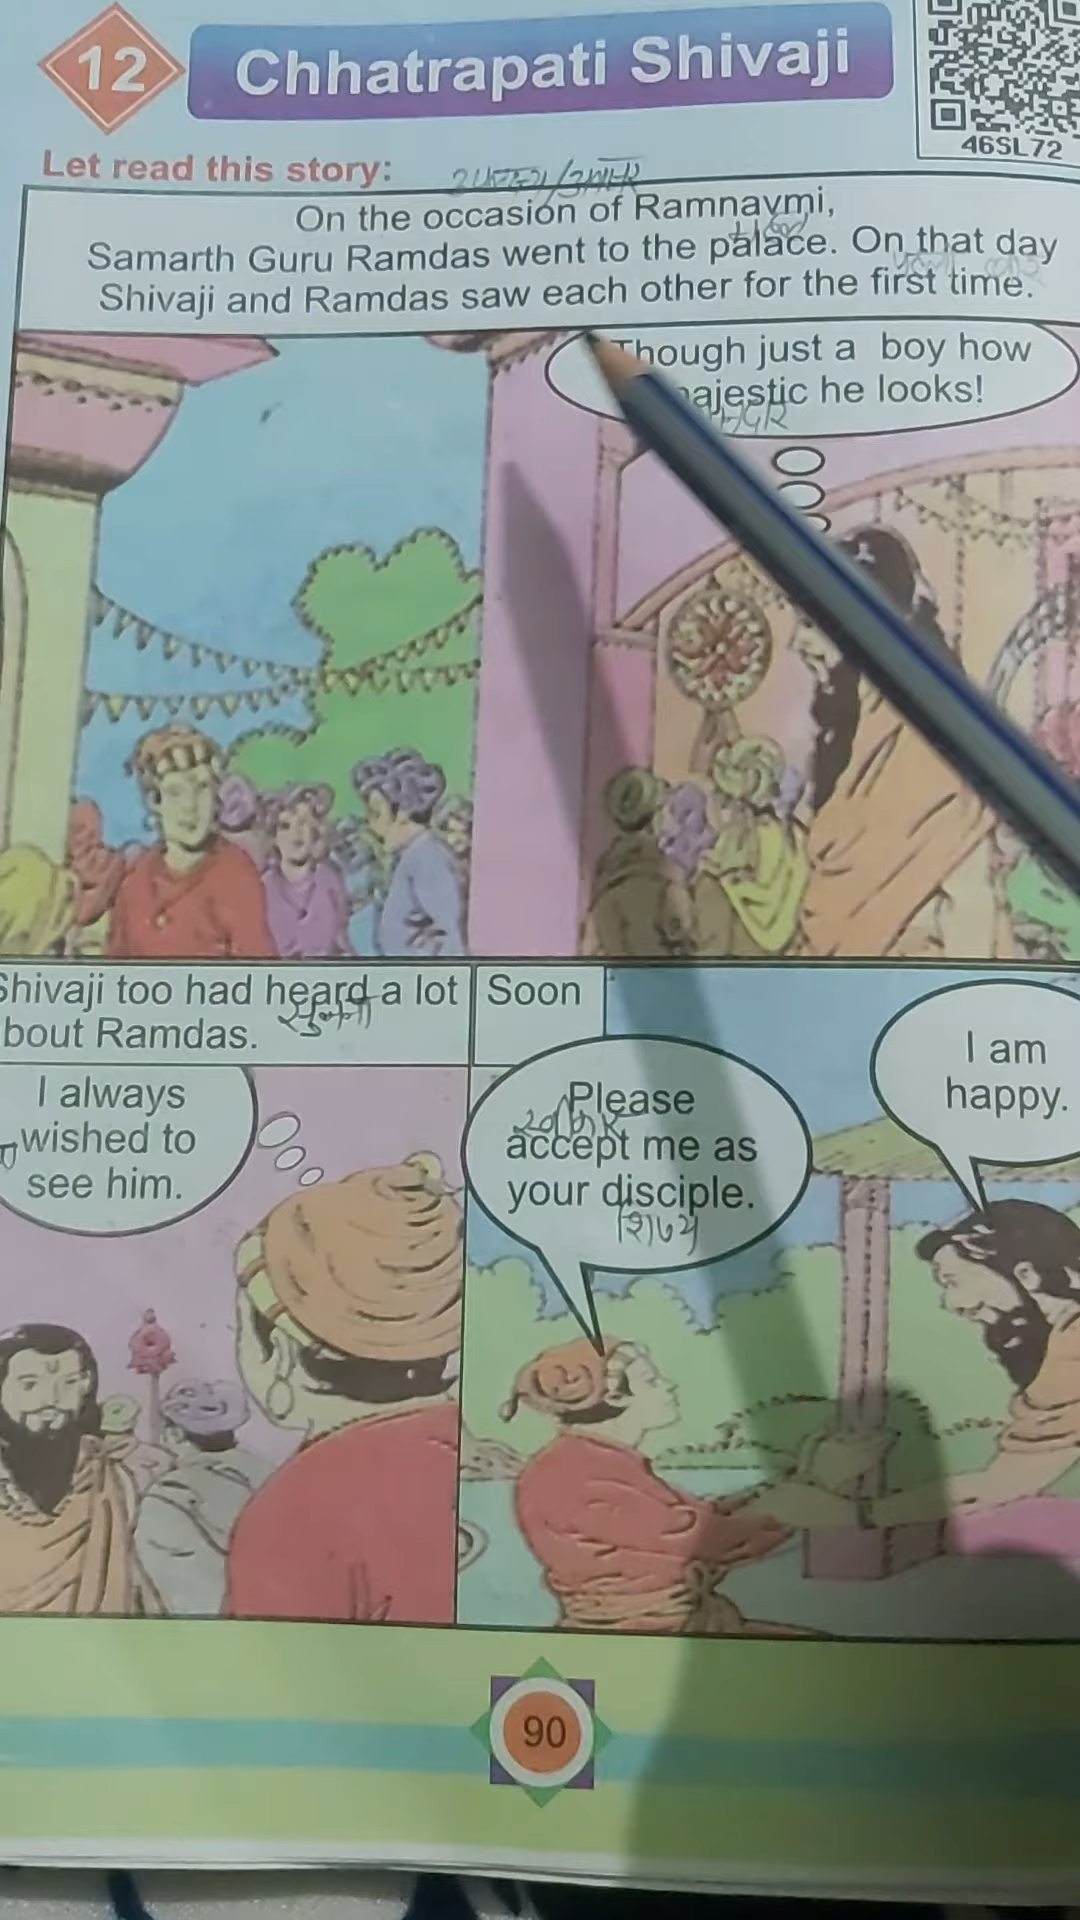 12
Chhatrapati Shivaji
46SL72
Let read this story:
On the occasion of Ramnavmi,
Samarth Guru Ramdas went to the palace. On that day
Shivaji and Ramdas saw each other for the first time.
just a boy how
he looks!
Shivaji too had heard a lot
bout Ramdas.
I always
wished to
see him.
Soon
Please
accept me as
your disciple.
I am
happy.
90